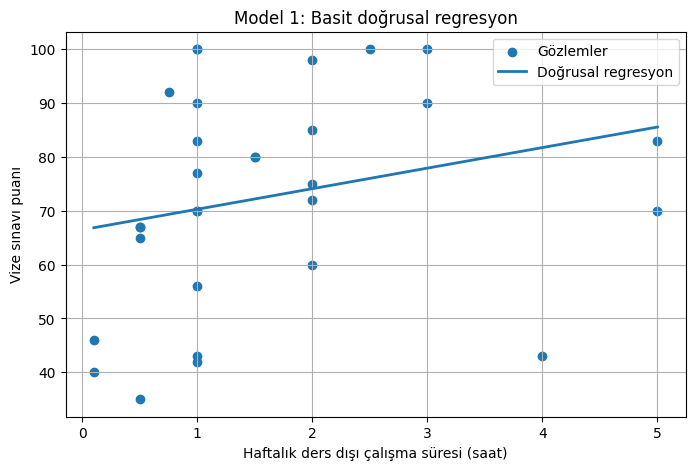 Model 1: Basit doğrusal regresyon
Gözlemler
Doğrusal regresyon
Vize sınavı puanı
100
90
80
70
60
50
40
0 1 2 3 4 5
Haftalık ders dışı çalışma süresi (saat)